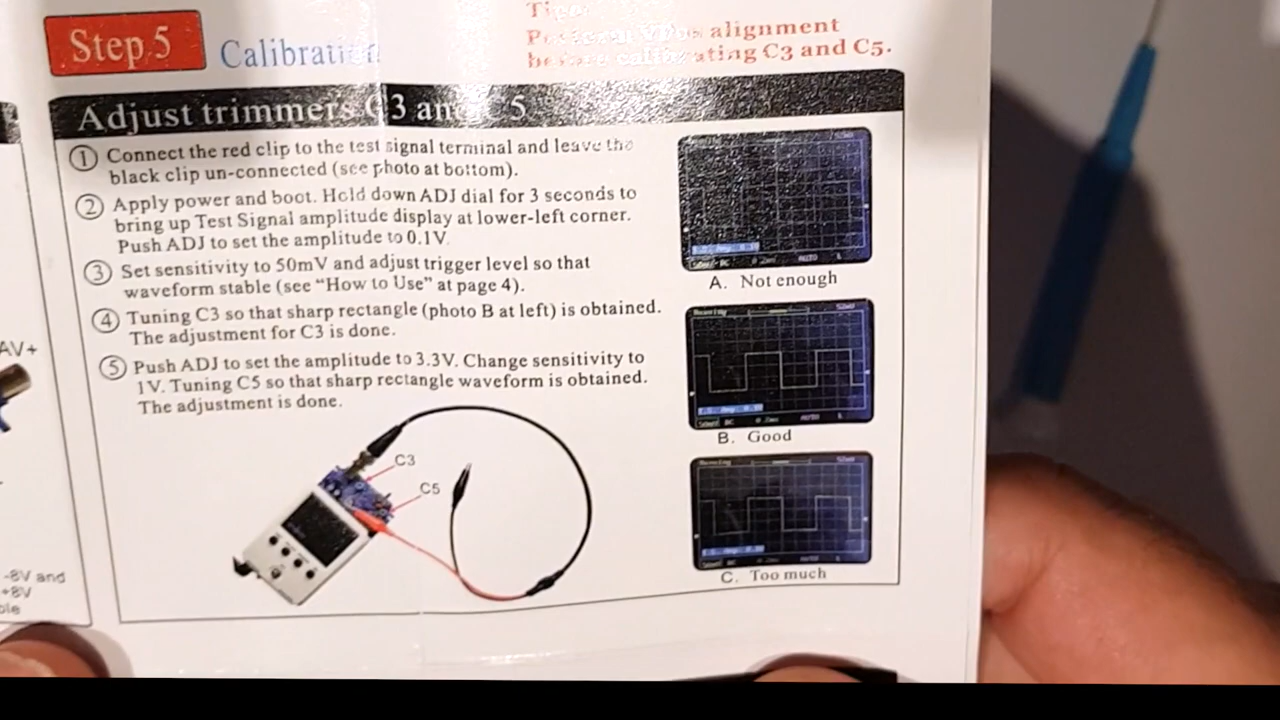 Step 5
Calibration
alignment
C3 and C5.
Adjust trimmers C3 and C5
① Connect the red clip to the test signal terminal and leave the
black clip un-connected (see photo at bottom).
② Apply power and boot. Hold down ADJ dial for 3 seconds to
bring up Test Signal amplitude display at lower-left corner.
Push ADJ to set the amplitude to 0.1V.
③ Set sensitivity to 50mV and adjust trigger level so that
waveform stable (see “How to Use” at page 4).
④ Tuning C3 so that sharp rectangle (photo B at left) is obtained.
The adjustment for C3 is done.
⑤ Push ADJ to set the amplitude to 3.3V. Change sensitivity to
1V. Tuning C5 so that sharp rectangle waveform is obtained.
The adjustment is done.
C3
C5
A. Not enough
B. Good
C. Too much
AV+
-8V and
+8V